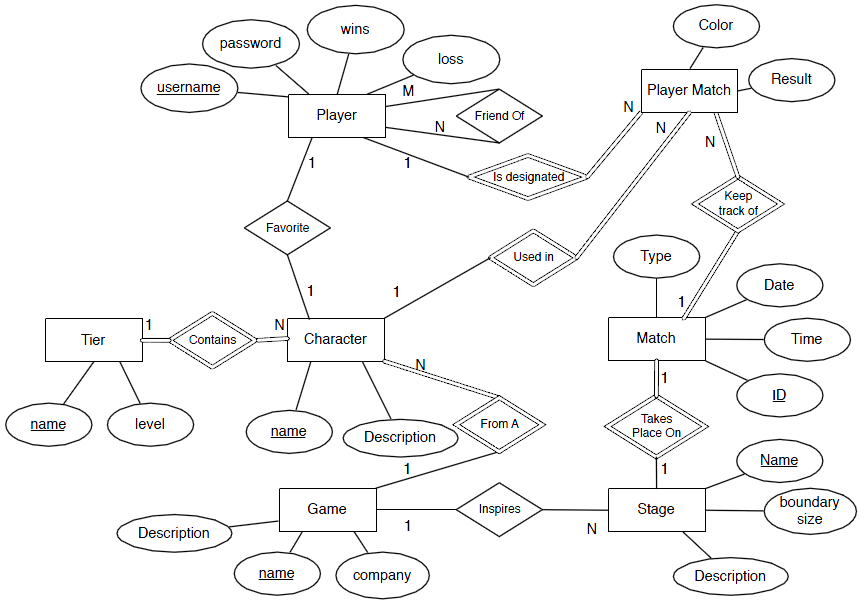 Color
wins
password
loss
username
Player Match
Result
M
Player
Friend Of
N
N
N
N
1
1
Is designated
Keep
track of
Favorite
Type
Used in
Date
1
1
1
1
N
Tier
Contains
Character
Match
Time
N
1
ID
name
level
name
Description
From A
Takes
Place On
1
1
Name
Game
Inspires
Stage
boundary
size
1
N
Description
name
company
Description